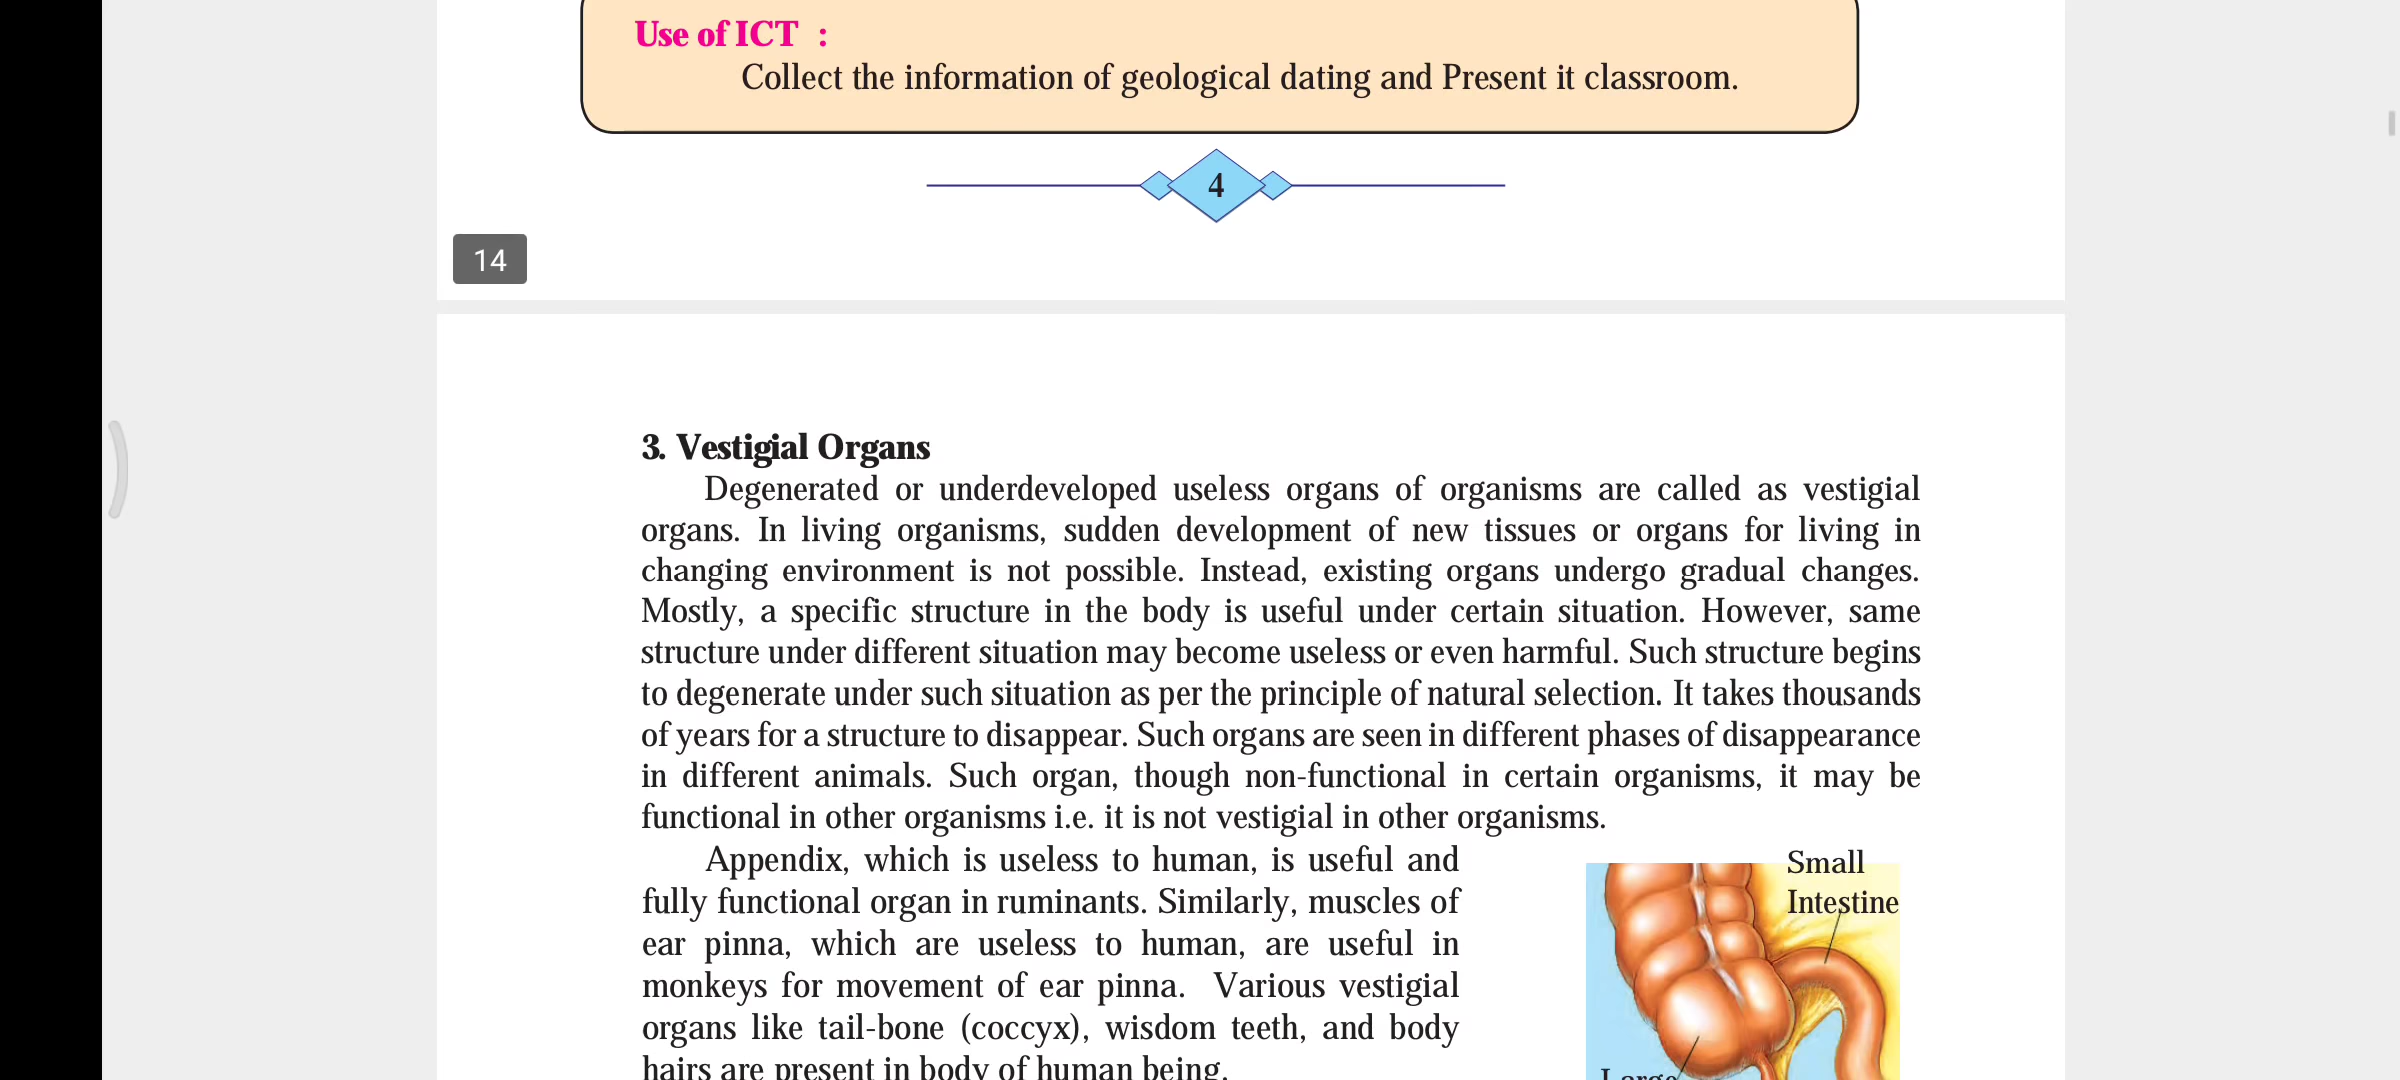 Use of ICT :
Collect the information of geological dating and Present it classroom.
4
14
3. Vestigial Organs
Degenerated or underdeveloped useless organs of organisms are called as vestigial
organs. In living organisms, sudden development of new tissues or organs for living in
changing environment is not possible. Instead, existing organs undergo gradual changes.
Mostly, a specific structure in the body is useful under certain situation. However, same
structure under different situation may become useless or even harmful. Such structure begins
to degenerate under such situation as per the principle of natural selection. It takes thousands
of years for a structure to disappear. Such organs are seen in different phases of disappearance
in different animals. Such organ, though non-functional in certain organisms, it may be
functional in other organisms i.e. it is not vestigial in other organisms.
Appendix, which is useless to human, is useful and
fully functional organ in ruminants. Similarly, muscles of
ear pinna, which are useless to human, are useful in
monkeys for movement of ear pinna. Various vestigial
organs like tail-bone (coccyx), wisdom teeth, and body
hairs are present in body of human being.
Small
Intestine
Large